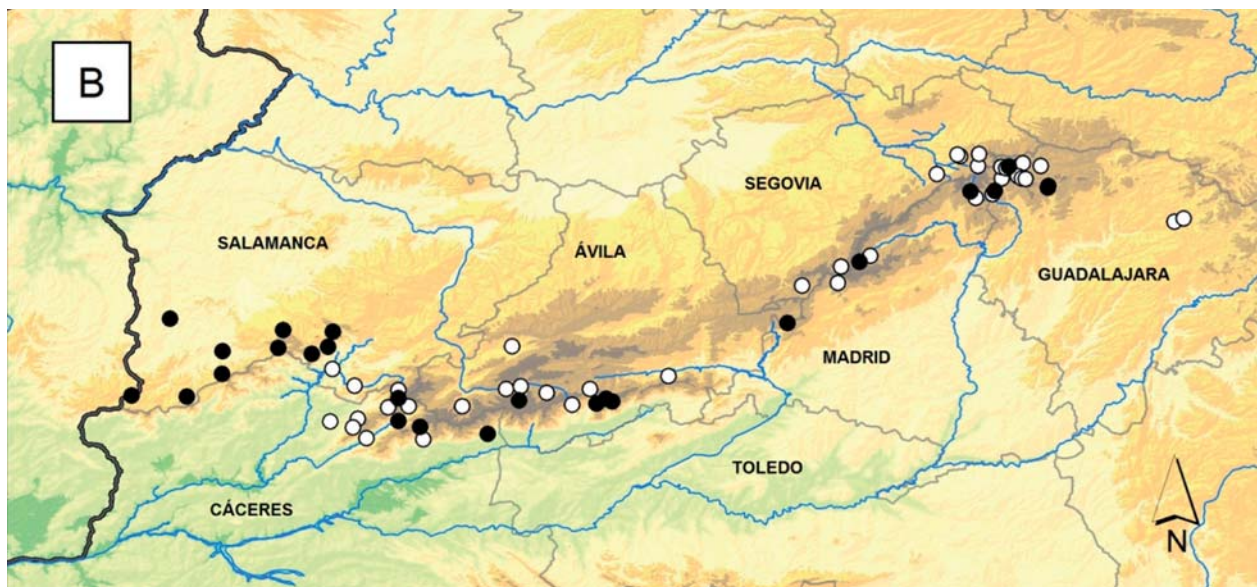 B
SEGOVIA
SALAMANCA
ÁVILA
GUADALAJARA
MADRID
TOLEDO
CÁCERES
N